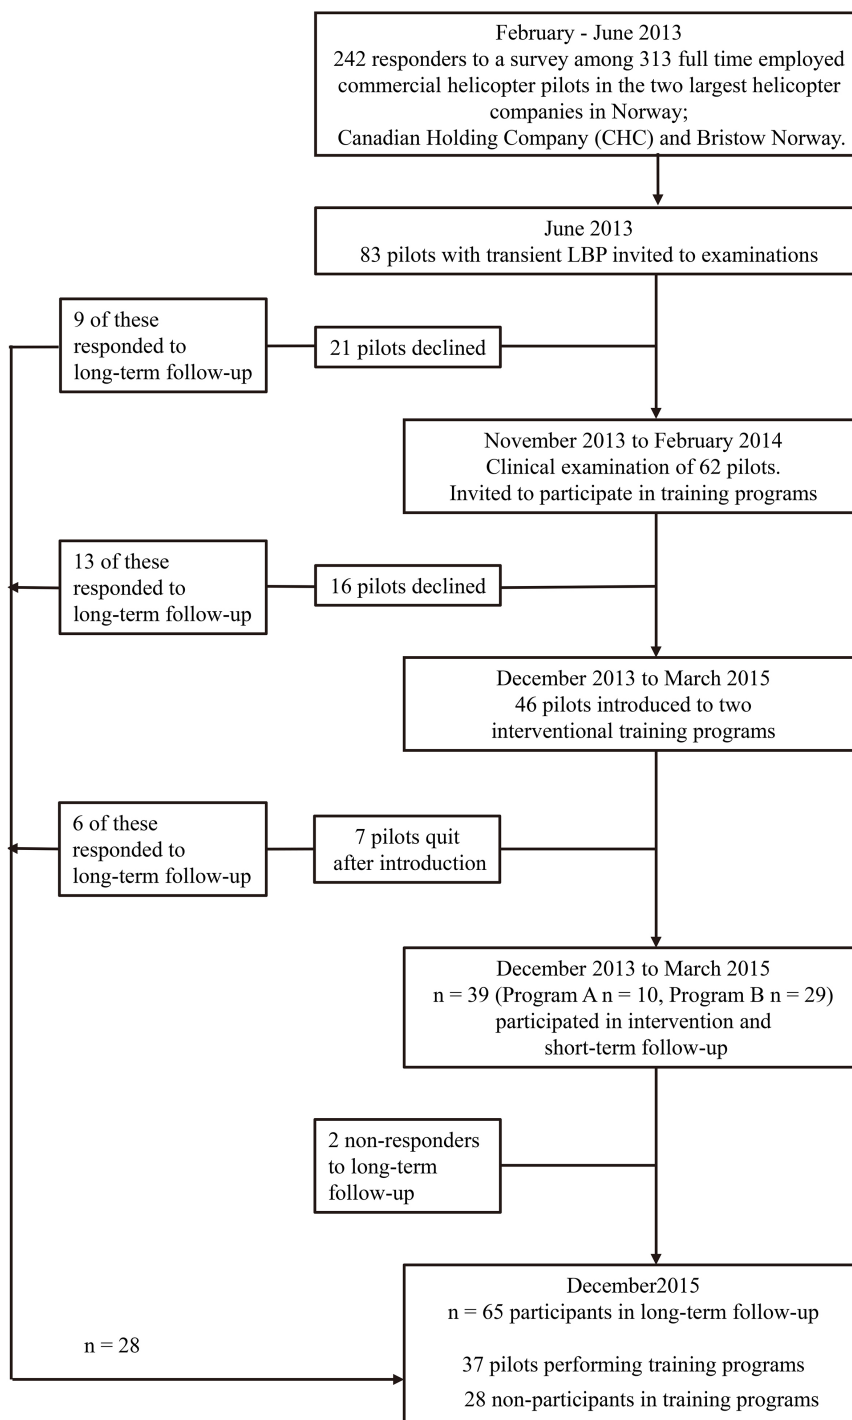 February - June 2013
242 responders to a survey among 313 full time employed
commercial helicopter pilots in the two largest helicopter
companies in Norway;
Canadian Holding Company (CHC) and Bristow Norway.
June 2013
83 pilots with transient LBP invited to examinations
9 of these
responded to
long-term follow-up
21 pilots declined
November 2013 to February 2014
Clinical examination of 62 pilots.
Invited to participate in training programs
13 of these
responded to
long-term follow-up
16 pilots declined
December 2013 to March 2015
46 pilots introduced to two
interventional training programs
6 of these
responded to
long-term follow-up
7 pilots quit
after introduction
December 2013 to March 2015
n = 39 (Program A n = 10, Program B n = 29)
participated in intervention and
short-term follow-up
2 non-responders
to long-term
follow-up
December2015
n = 65 participants in long-term follow-up
n = 28
37 pilots performing training programs
28 non-participants in training programs